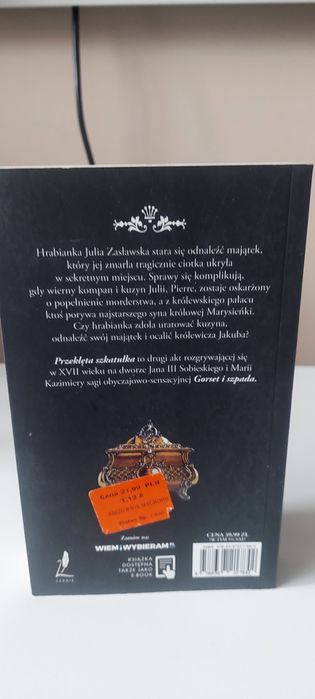 Hrabianka Julia Zasławska stara się odnaleźć majątek,
który jej zmarła tragicznie ciotka ukryła
w sekretnym miejscu. Sprawy się komplikują,
gdy wierny kompan i kuzyn Julii, Pierre, zostaje oskarżony
o popełnienie morderstwa, a z królewskiego pałacu
ktoś porywa najstarszego syna królowej Marysieńki.
Czy hrabianka zdoła uratować kuzyna,
odnaleźć swój majątek i ocalić królewicza Jakuba?
Przeklęta szkatułka to drugi akt rozgrywającej się
w XVII wieku na dworze Jana III Sobieskiego i Marii
Kazimiery sagi obyczajowo-sensacyjnej Gorset i szpada.
Cena 21,99 PLN
Zamów na:
WIEM WYBIERAM
KSIĄŻKA
DOSTĘPNA
TAKŻE JAKO
E-BOOK
CENA 39,99 ZŁ